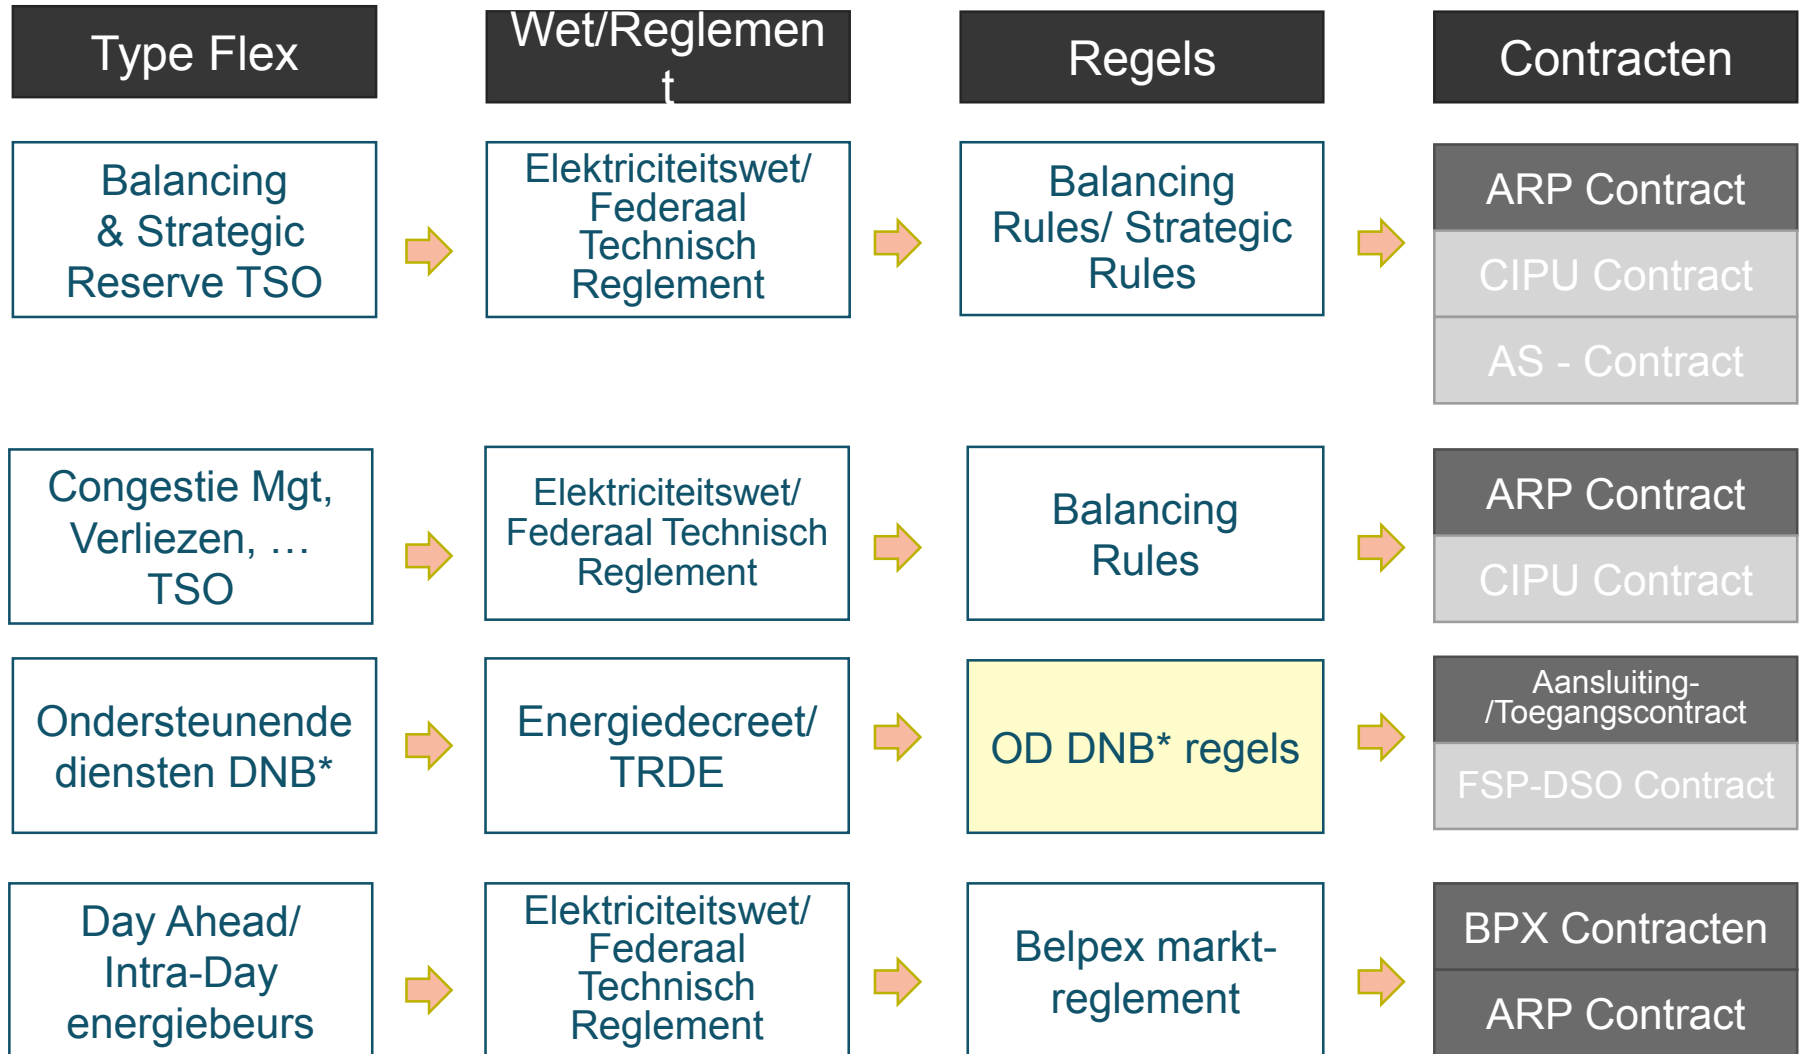 Type Flex
Wet/Reglemen
t
Regels
Contracten
Balancing
& Strategic
Reserve TSO
Elektriciteitswet/
Federaal
Technisch
Reglement
Balancing
Rules/ Strategic
Rules
ARP Contract
CIPU Contract
AS - Contract
Congestie Mgt,
Verliezen, …
TSO
Elektriciteitswet/
Federaal Technisch
Reglement
Balancing
Rules
ARP Contract
CIPU Contract
Ondersteunende
diensten DNB*
Energiedecreet/
TRDE
OD DNB* regels
Aansluiting-
/Toegangscontract
FSP-DSO Contract
Day Ahead/
Intra-Day
energiebeurs
Elektriciteitswet/
Federaal
Technisch
Reglement
Belpex markt-
reglement
BPX Contracten
ARP Contract